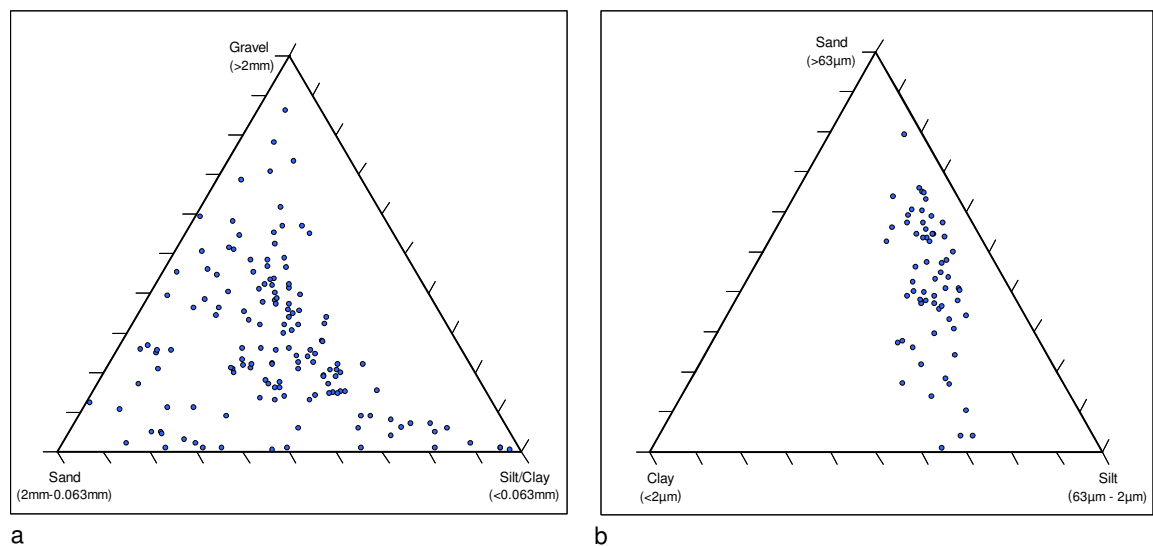 Gravel
(>2mm)
Sand
(2mm-0.063mm)
Silt/Clay
(<0.063mm)
a
Sand
(>63µm)
Clay
(<2µm)
Silt
(63µm - 2µm)
b